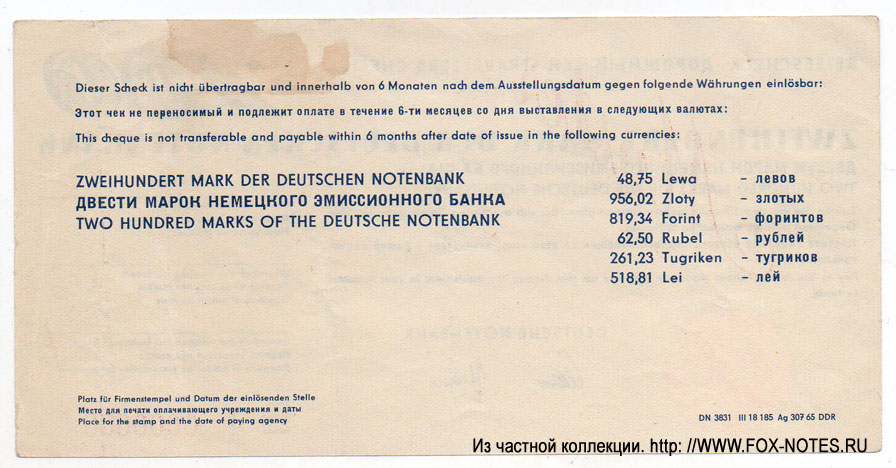 Dieser Scheck ist nicht übertragbar und innerhalb von 6 Monaten nach dem Ausstellungsdatum gegen folgende Währungen einlösbar:
Этот чек не переносимый и подлежит оплате в течение 6-ти месяцев со дня выставления в следующих валютах:
This cheque is not transferable and payable within 6 months after date of issue in the following currencies:
ZWEIHUNDERT MARK DER DEUTSCHEN NOTENBANK 48,75 Lewa – левов
ДВЕСТИ МАРОК НЕМЕЦКОГО ЭМИССИОННОГО БАНКА 956,02 Zloty – злотых
TWO HUNDRED MARKS OF THE DEUTSCHE NOTENBANK 819,34 Forint – форинтов
62,50 Rubel – рублей
261,23 Tugriken – тугриков
518,81 Lei – лей
Platz für Firmenstempel und Datum der einlösenden Stelle
Место для печати оплачивающего учреждения и даты
Place for the stamp and the date of paying agency
DN 3831 III 18 185 Ag 307 65 DDR
Из частной коллекции. http: //WWW.FOX-NOTES.RU